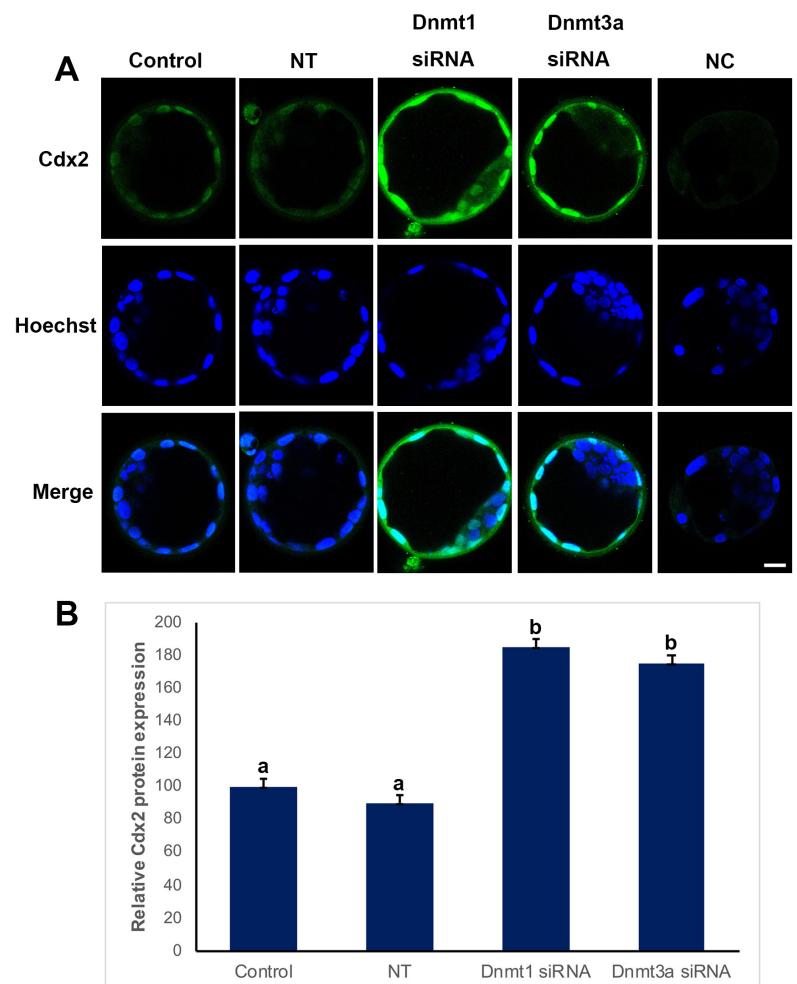 Dnmt1 Dnmt3a
A Control NT siRNA siRNA NC
Cdx2
Hoechst
Merge
B
Relative Cdx2 protein expression
200
180
160
140
120
100
80
60
40
20
0
a
a
b
b
Control NT Dnmt1 siRNA Dnmt3a siRNA